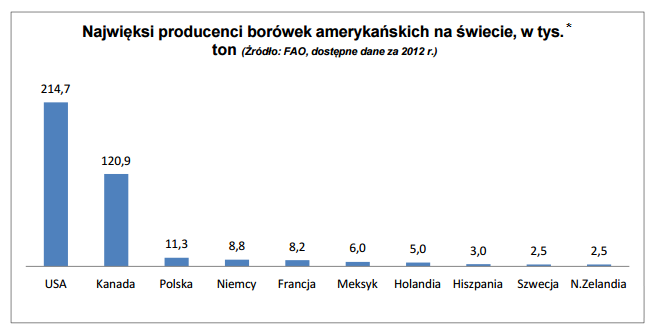 Najwięksi producenci borówek amerykańskich na świecie, w tys.*
ton (Źródło: FAO, dostępne dane za 2012 r.)
214,7
120,9
11,3
8,8
8,2
6,0
5,0
3,0
2,5
2,5
USA
Kanada
Polska
Niemcy
Francja
Meksyk
Holandia
Hiszpania
Szwecja
N.Zelandia